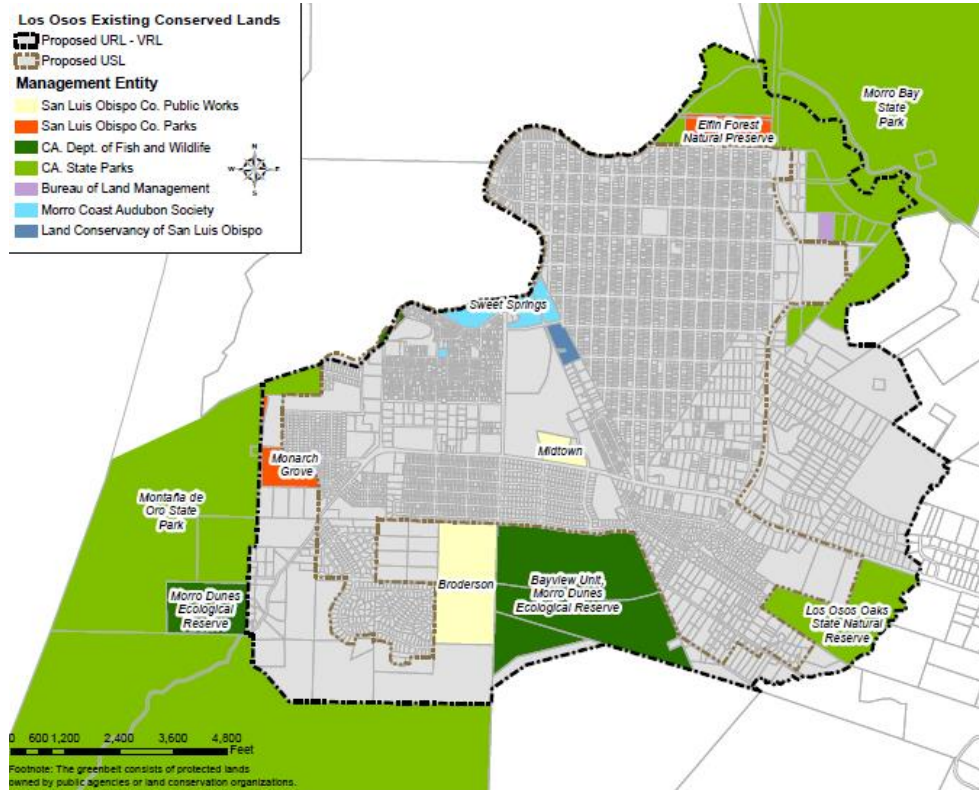 Los Osos Existing Conserved Lands
Proposed URL - VRL
Proposed USL
Management Entity
San Luis Obispo Co. Public Works
San Luis Obispo Co. Parks
CA. Dept. of Fish and Wildlife
CA. State Parks
Bureau of Land Management
Morro Coast Audubon Society
Land Conservancy of San Luis Obispo
N
W
E
S
Morro Bay
State
Park
Elfin Forest
Natural Preserve
Sweet Springs
Midtown
Monarch
Grove
Montaña de
Oro State
Park
Broderson
Bayview Unit,
Morro Dunes
Ecological Reserve
Morro Dunes
Ecological
Reserve
Los Osos Oaks
State Natural
Reserve
0 600 1,200 2,400 3,600 4,800
Feet
Footnote: The greenbelt consists of protected lands
owned by public agencies or land conservation organizations.